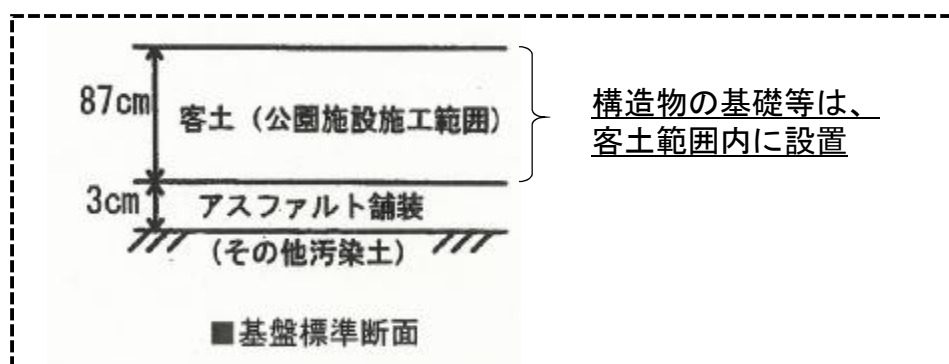 87cm
客土（公園施設施工範囲）
構造物の基礎等は、
客土範囲内に設置
3cm
アスファルト舗装
（その他汚染土）
■基盤標準断面